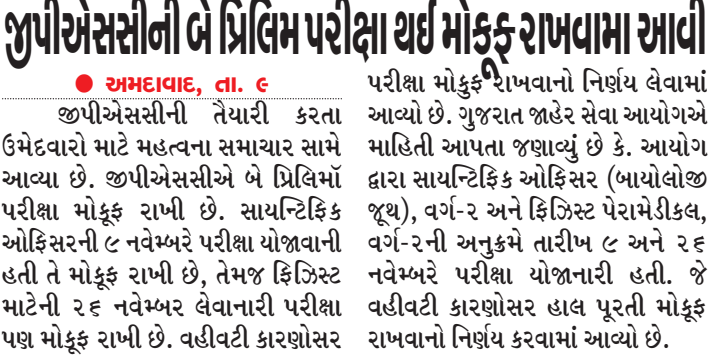 જીપીએસસીની બે પ્રિલિમ પરીક્ષા થઈ મોકૂફ રાખવામા આવી
● અમદાવાદ, તા. ૯
જીપીએસસીની તૈયારી કરતા
ઉમેદવારો માટે મહત્વના સમાચાર સામે
આવ્યા છે. જીપીએસસીએ બે પ્રિલિમૉ
પરીક્ષા મોકૂફ રાખી છે. સાયન્ટિફિક
ઓફિસરની ૯ નવેમ્બરે પરીક્ષા યોજાવાની
હતી તે મોકૂફ રાખી છે, તેમજ ફિઝિસ્ટ
માટેની ૨૬ નવેમ્બર લેવાનારી પરીક્ષા
પણ મોકૂફ રાખી છે. વહીવટી કારણોસર
પરીક્ષા મોકુફ રાખવાનો નિર્ણય લેવામાં
આવ્યો છે. ગુજરાત જાહેર સેવા આયોગએ
માહિતી આપતા જણાવ્યું છે કે. આયોગ
દ્વારા સાયન્ટિફિક ઓફિસર (બાયોલોજી
જૂથ), વર્ગ-૨ અને ફિઝિસ્ટ પેરામેડીકલ,
વર્ગ-૨ની અનુક્રમે તારીખ ૯ અને ૨૬
નવેમ્બરે પરીક્ષા યોજાનારી હતી. જે
વહીવટી કારણોસર હાલ પૂરતી મોકૂફ
રાખવાનો નિર્ણય કરવામાં આવ્યો છે.